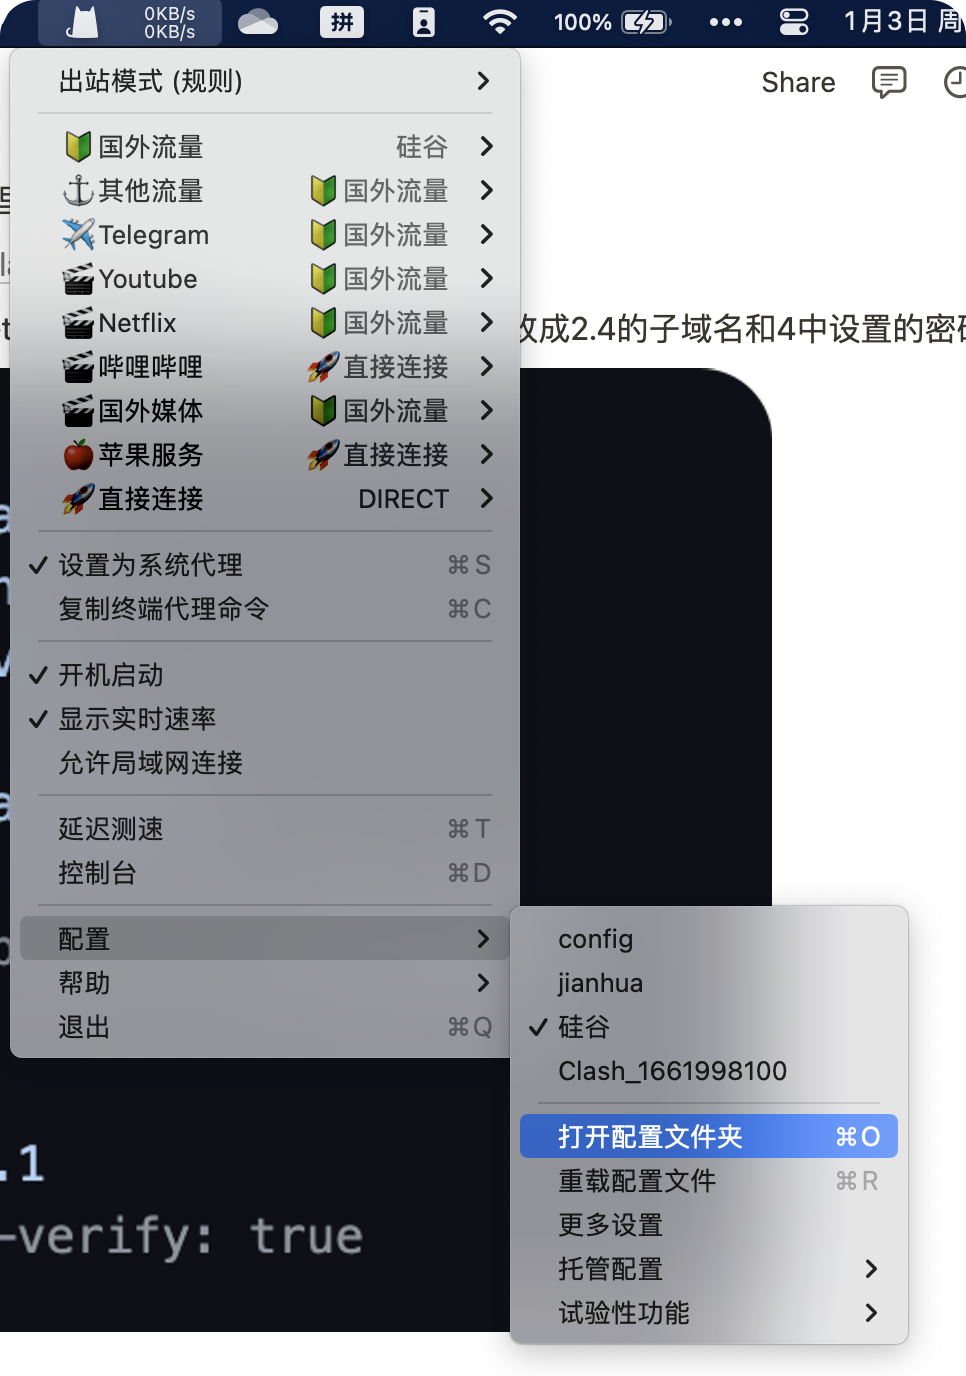 0KB/s
0KB/s
拼
100%
1月3日 周
Share
出站模式 (规则)
国外流量 硅谷
其他流量 国外流量
Telegram 国外流量
Youtube 国外流量
Netflix 国外流量
改成2.4的子域名和4中设置的密码
哔哩哔哩 直接连接
国外媒体 国外流量
苹果服务 直接连接
直接连接 DIRECT
设置为系统代理 ⌘S
复制终端代理命令 ⌘C
开机启动
显示实时速率
允许局域网连接
延迟测速 ⌘T
控制台 ⌘D
配置
帮助
退出 ⌘Q
config
jianhua
硅谷
Clash_1661998100
打开配置文件夹 ⌘O
重载配置文件 ⌘R
更多设置
托管配置
试验性功能
.1
-verify: true